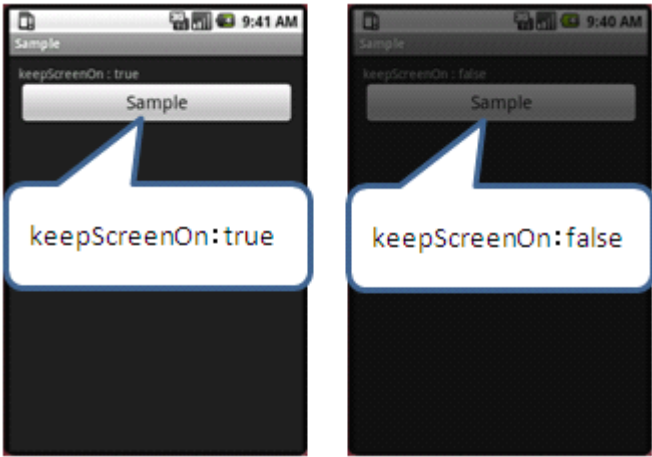 9:41 AM
Sample
keepScreenOn : true
Sample
keepScreenOn:true
9:40 AM
Sample
keepScreenOn : false
Sample
keepScreenOn:false